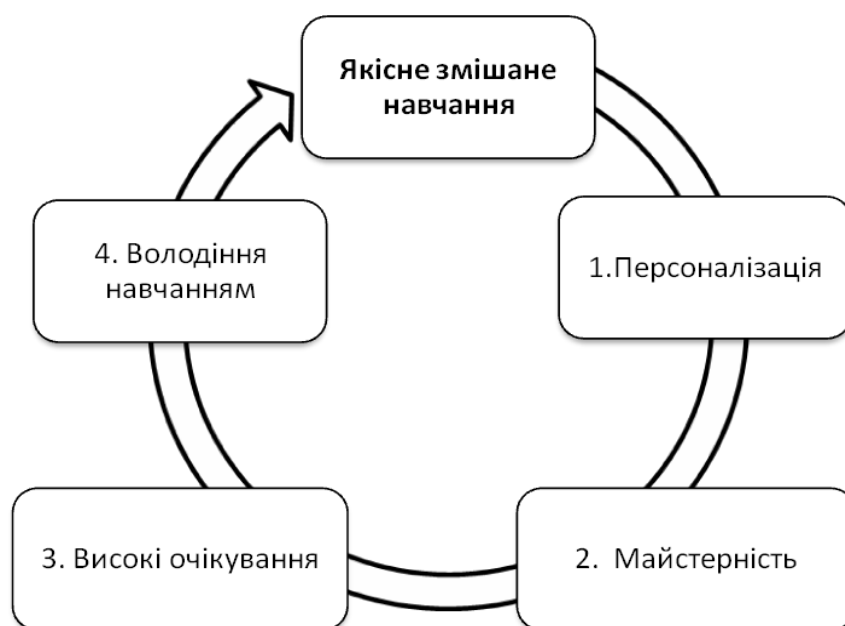 Якісне змішане
навчання
1.Персоналізація
2. Майстерність
3. Високі очікування
4. Володіння
навчанням